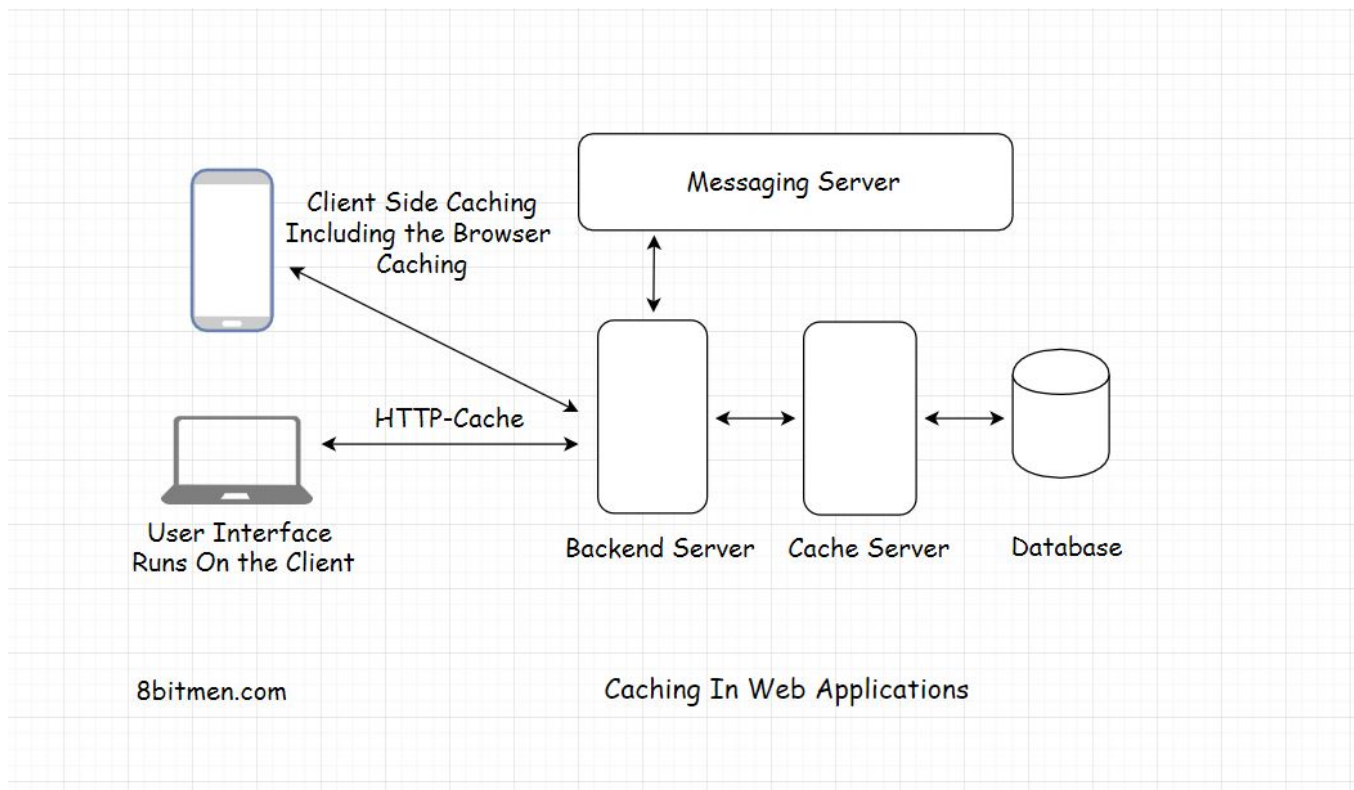 Messaging Server
Client Side Caching
Including the Browser
Caching
HTTP-Cache
User Interface
Runs On the Client
Backend Server
Cache Server
Database
8bitmen.com
Caching In Web Applications